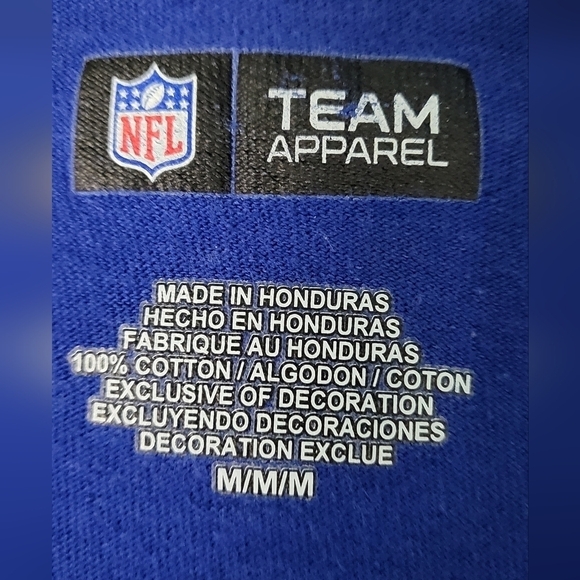 NFL
TEAM
APPAREL
MADE IN HONDURAS
HECHO EN HONDURAS
FABRIQUE AU HONDURAS
100% COTTON / ALGODON / COTON
EXCLUSIVE OF DECORATION
EXCLUYENDO DECORACIONES
DECORATION EXCLUE
M/M/M